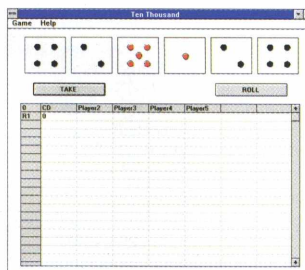 Ten Thousand
Game Help
TAKE ROLL
0 CD Player2 Player3 Player4 Player5
R1 0